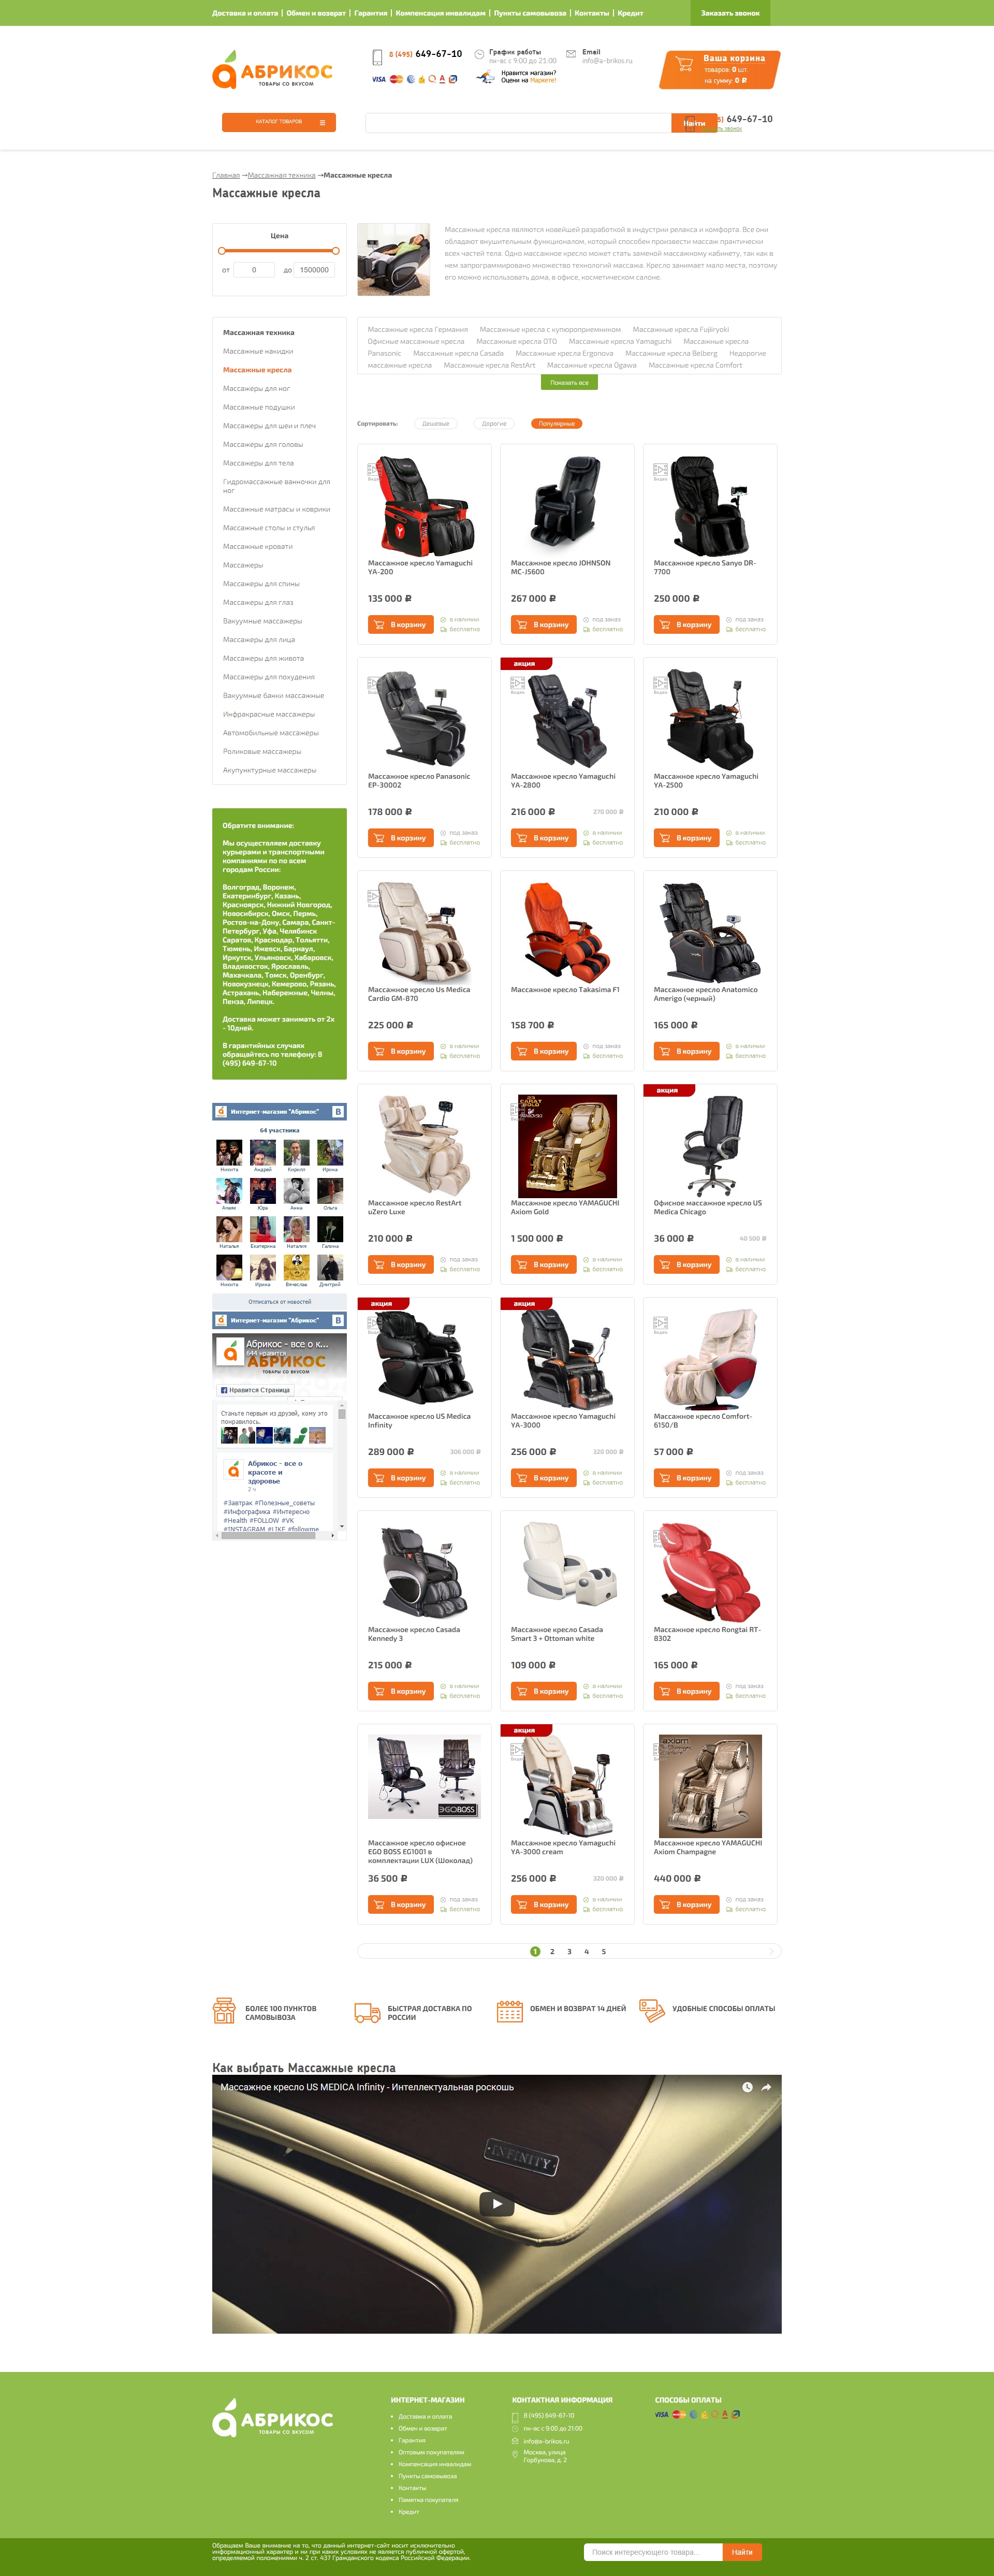 Доставка и оплата | Обмен и возврат | Гарантия | Компенсация инвалидам | Пункты самовывоза | Контакты | Кредит
Заказать звонок
АБРИКОС
ТОВАРЫ СО ВКУСОМ
8 (495) 649-67-10
График работы
пн-вс с 9:00 до 21:00
Email
info@a-brikos.ru
VISA
Нравится магазин?
Оцени на Маркете!
Ваша корзина
товаров: 0 шт.
на сумму: 0 ₽
КАТАЛОГ ТОВАРОВ
Найти
649-67-10
звонок
Главная →Массажная техника →Массажные кресла
Массажные кресла
Цена
от 0 до 1500000
Массажные кресла являются новейшей разработкой в индустрии релакса и комфорта. Все они
обладают внушительным функционалом, который способен произвести массаж практически
всех частей тела. Одно массажное кресло может стать заменой массажному кабинету, так как в
нем запрограммировано множество технологий массажа. Кресло занимает мало места, поэтому
его можно использовать дома, в офисе, косметическом салоне.
Массажная техника
Массажные накидки
Массажные кресла
Массажеры для ног
Массажные подушки
Массажеры для шеи и плеч
Массажеры для головы
Массажеры для тела
Гидромассажные ванночки для
ног
Массажные матрасы и коврики
Массажные столы и стулья
Массажные кровати
Массажеры
Массажеры для спины
Массажеры для глаз
Вакуумные массажеры
Массажеры для лица
Массажеры для живота
Массажеры для похудения
Вакуумные банки массажные
Инфракрасные массажеры
Автомобильные массажеры
Роликовые массажеры
Акупунктурные массажеры
Массажные кресла Германия Массажные кресла с купюроприемником Массажные кресла Fujiiryoki
Офисные массажные кресла Массажные кресла OTO Массажные кресла Yamaguchi Массажные кресла
Panasonic Массажные кресла Casada Массажные кресла Ergonova Массажные кресла Belberg Недорогие
массажные кресла Массажные кресла RestArt Массажные кресла Ogawa Массажные кресла Comfort
Показать все
Сортировать: Дешевые Дорогие Популярные
Видео
Массажное кресло Yamaguchi
YA-200
135 000 ₽
В корзину
в наличии
бесплатно
Массажное кресло JOHNSON
MC-J5600
267 000 ₽
В корзину
под заказ
бесплатно
Видео
Массажное кресло Sanyo DR-
7700
250 000 ₽
В корзину
под заказ
бесплатно
Видео
Массажное кресло Panasonic
EP-30002
178 000 ₽
В корзину
под заказ
бесплатно
акция
Видео
Массажное кресло Yamaguchi
YA-2800
216 000 ₽ 270 000 ₽
В корзину
в наличии
бесплатно
Видео
Массажное кресло Yamaguchi
YA-2500
210 000 ₽
В корзину
в наличии
бесплатно
Видео
Массажное кресло Us Medica
Cardio GM-870
225 000 ₽
В корзину
в наличии
бесплатно
Массажное кресло Takasima F1
158 700 ₽
В корзину
под заказ
бесплатно
Массажное кресло Anatomico
Amerigo (черный)
165 000 ₽
В корзину
в наличии
бесплатно
Массажное кресло RestArt
uZero Luxe
210 000 ₽
В корзину
под заказ
бесплатно
Массажное кресло YAMAGUCHI
Axiom Gold
1 500 000 ₽
В корзину
в наличии
бесплатно
акция
Офисное массажное кресло US
Medica Chicago
36 000 ₽ 40 500 ₽
В корзину
в наличии
бесплатно
акция
Видео
Массажное кресло US Medica
Infinity
289 000 ₽ 306 000 ₽
В корзину
в наличии
бесплатно
акция
Видео
Массажное кресло Yamaguchi
YA-3000
256 000 ₽ 320 000 ₽
В корзину
в наличии
бесплатно
Видео
Массажное кресло Comfort-
6150/B
57 000 ₽
В корзину
под заказ
бесплатно
Массажное кресло Casada
Kennedy 3
215 000 ₽
В корзину
в наличии
бесплатно
Массажное кресло Casada
Smart 3 + Ottoman white
109 000 ₽
В корзину
в наличии
бесплатно
Видео
Массажное кресло Rongtai RT-
8302
165 000 ₽
В корзину
под заказ
бесплатно
EGOBOSS
Массажное кресло офисное
EGO BOSS EG1001 в
комплектации LUX (Шоколад)
36 500 ₽
В корзину
под заказ
бесплатно
акция
Видео
Массажное кресло Yamaguchi
YA-3000 cream
256 000 ₽ 320 000 ₽
В корзину
в наличии
бесплатно
axiom
Массажное кресло YAMAGUCHI
Axiom Champagne
440 000 ₽
В корзину
под заказ
бесплатно
Обратите внимание:
Мы осуществляем доставку
курьерами и транспортными
компаниями по по всем
городам России:
Волгоград, Воронеж,
Екатеринбург, Казань,
Красноярск, Нижний Новгород,
Новосибирск, Омск, Пермь,
Ростов-на-Дону, Самара, Санкт-
Петербург, Уфа, Челябинск
Саратов, Краснодар, Тольятти,
Тюмень, Ижевск, Барнаул,
Иркутск, Ульяновск, Хабаровск,
Владивосток, Ярославль,
Махачкала, Томск, Оренбург,
Новокузнецк, Кемерово, Рязань,
Астрахань, Набережные, Челны,
Пенза, Липецк.
Доставка может занимать от 2х
- 10дней.
В гарантийных случаях
обращайтесь по телефону: 8
(495) 649-67-10
Интернет-магазин "Абрикос"
64 участника
Никита Андрей Кирилл Ирина
Юра Анна Ольга
Наталья Екатерина Наталия Галина
Никита Ирина Вячеслав Дмитрий
Отписаться от новостей
Интернет-магазин "Абрикос"
Абрикос - все о к...
644 нравится
АБРИКОС
ТОВАРЫ СО ВКУСОМ
Нравится Страница
Станьте первым из друзей, кому это
понравилось.
Абрикос - все о
красоте и
здоровье
2 ч
#Завтрак #Полезные_советы
#Инфографика #Интересно
#Health #FOLLOW #VK
#INSTAGRAM #LIKE #followme
1 2 3 4 5
БОЛЕЕ 100 ПУНКТОВ
САМОВЫВОЗА
БЫСТРАЯ ДОСТАВКА ПО
РОССИИ
ОБМЕН И ВОЗВРАТ 14 ДНЕЙ
УДОБНЫЕ СПОСОБЫ ОПЛАТЫ
Как выбрать Массажные кресла
Массажное кресло US MEDICA Infinity - Интеллектуальная роскошь
INFINITY
АБРИКОС
ТОВАРЫ СО ВКУСОМ
ИНТЕРНЕТ-МАГАЗИН
Доставка и оплата
Обмен и возврат
Гарантия
Оптовым покупателям
Компенсация инвалидам
Пункты самовывоза
Контакты
Памятка покупателя
Кредит
КОНТАКТНАЯ ИНФОРМАЦИЯ
8 (495) 649-67-10
пн-вс с 9:00 до 21:00
info@a-brikos.ru
Москва, улица
Горбунова, д. 2
СПОСОБЫ ОПЛАТЫ
VISA
Обращаем Ваше внимание на то, что данный интернет-сайт носит исключительно
информационный характер и ни при каких условиях не является публичной офертой,
определяемой положениями ч. 2 ст. 437 Гражданского кодекса Российской Федерации.
Поиск интересующего товара...
Найти